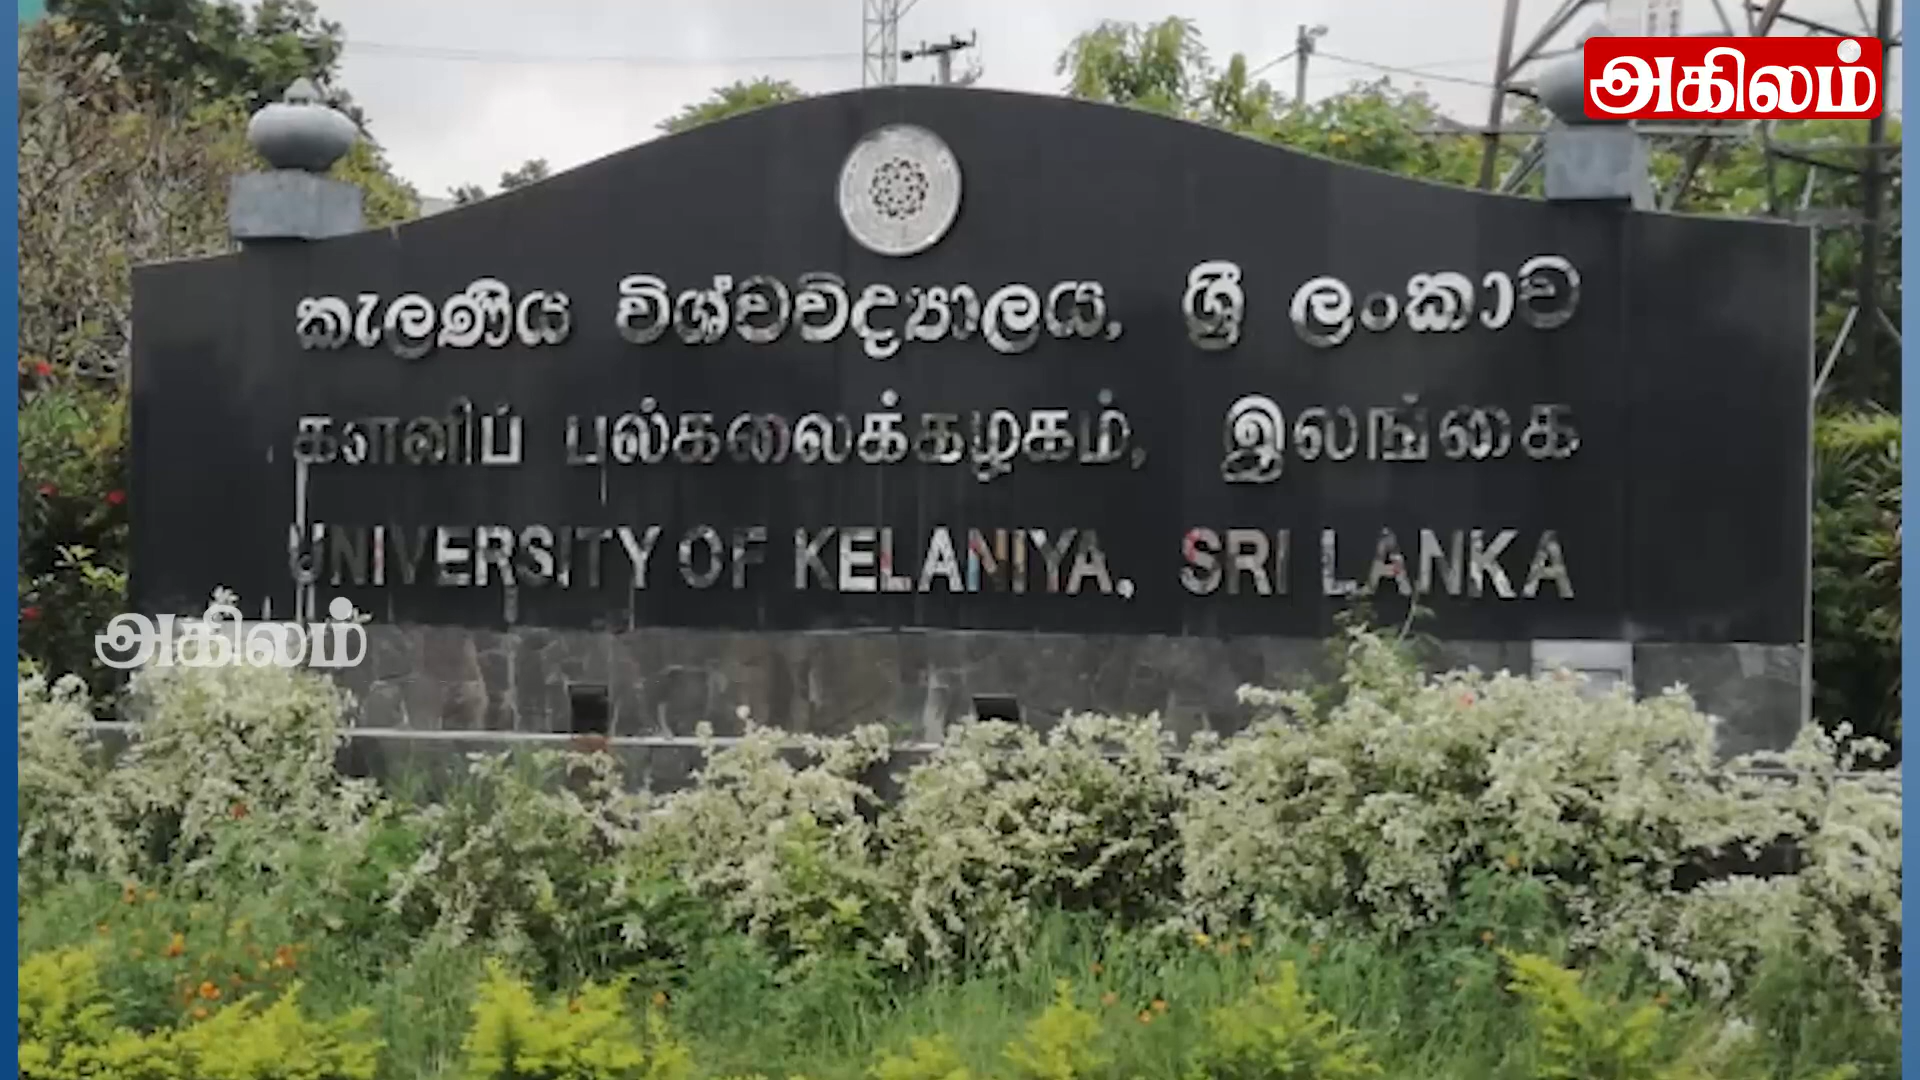 அகிலம்
කැලණිය විශ්වවිද්‍යාලය, ශ්‍රී ලංකාව
களனிப் பல்கலைக்கழகம், இலங்கை
UNIVERSITY OF KELANIYA, SRI LANKA
அகிலம்